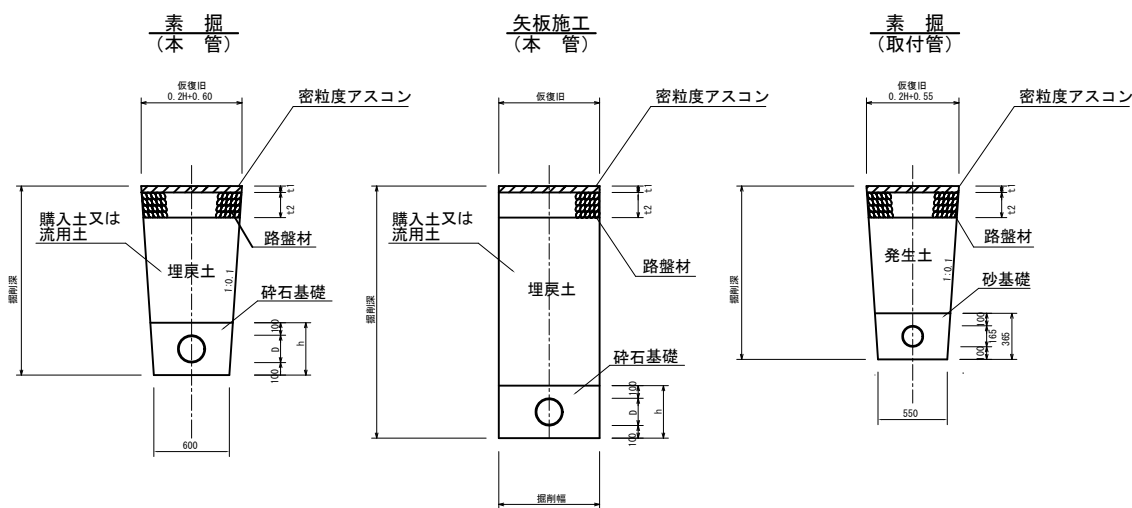 素 掘
(本 管)
仮復旧
0.2H+0.60
密粒度アスコン
t1
t2
購入土又は
流用土
路盤材
埋戻土
1:0.1
掘削深
砕石基礎
100
D
100
h
600
矢板施工
(本 管)
仮復旧
密粒度アスコン
t1
t2
購入土又は
流用土
路盤材
埋戻土
掘削深
砕石基礎
100
D
100
h
掘削幅
素 掘
(取付管)
仮復旧
0.2H+0.55
密粒度アスコン
t1
t2
路盤材
発生土
1:0.1
掘削深
砂基礎
100
165
100
365
550